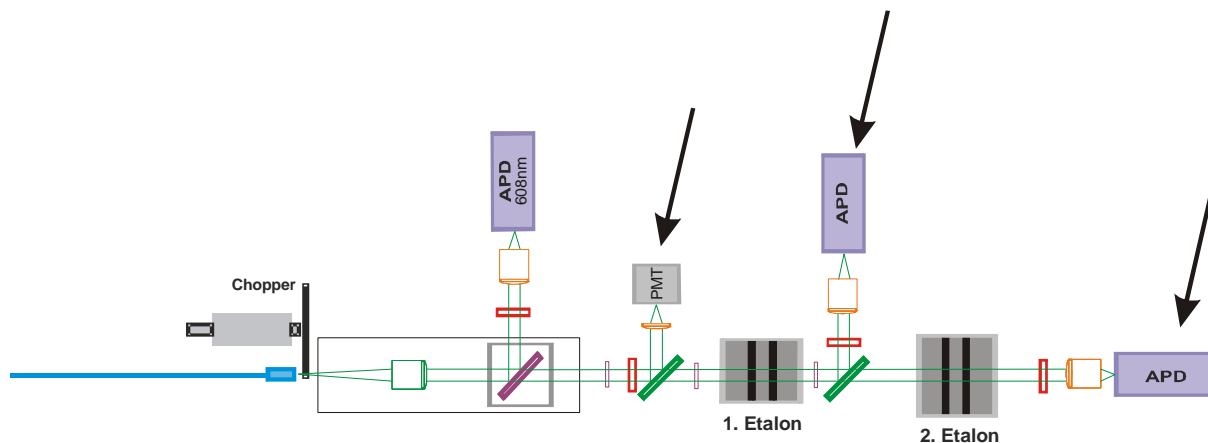 APD
608nm
APD
PMT
Chopper
APD
1. Etalon
2. Etalon